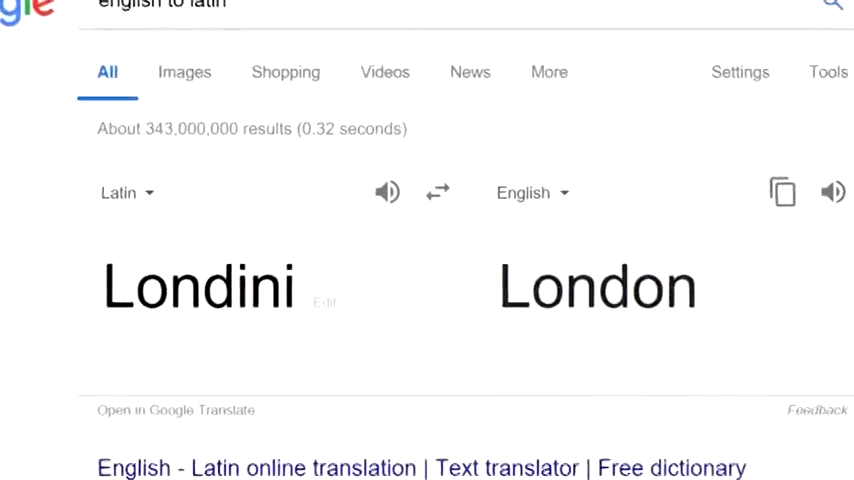 gle english to latin
All Images Shopping Videos News More Settings Tools
About 343,000,000 results (0.32 seconds)
Latin English
Londini Edit London
Open in Google Translate Feedback
English - Latin online translation | Text translator | Free dictionary